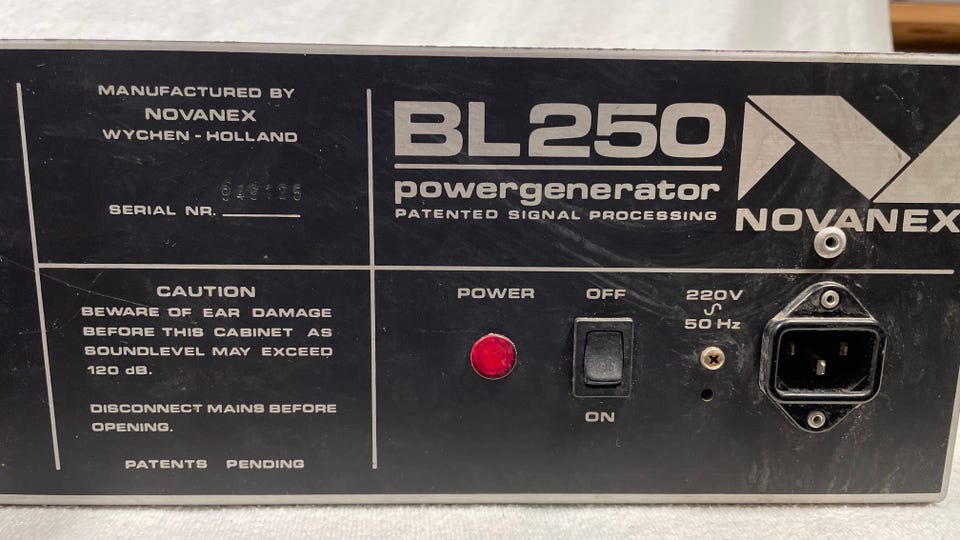 MANUFACTURED BY
NOVANEX
WYCHEN - HOLLAND
SERIAL NR.
BL250
powergenerator
PATENTED SIGNAL PROCESSING
NOVANEX
CAUTION
BEWARE OF EAR DAMAGE
BEFORE THIS CABINET AS
SOUNDLEVEL MAY EXCEED
120 dB.
DISCONNECT MAINS BEFORE
OPENING.
PATENTS PENDING
POWER
OFF
ON
220V
50 Hz